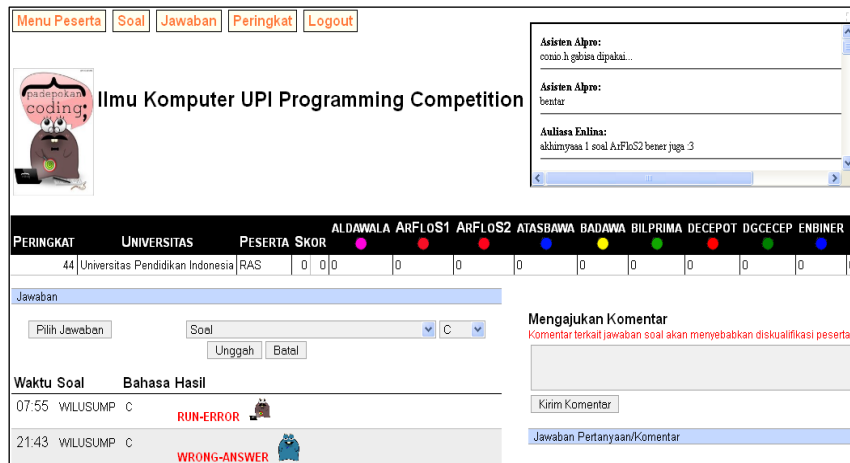 Menu Peserta Soal Jawaban Peringkat Logout
Asisten Alpro:
conio.h gabisa dipakai...
Asisten Alpro:
bentar
Auliasa Enlina:
akhirnyaaa 1 soal ArFloS2 bener juga :3
padepokan
coding;
Ilmu Komputer UPI Programming Competition
PERINGKAT UNIVERSITAS PESERTA SKOR ALDAWALA ARFLOS1 ARFLOS2 ATASBAWA BADAWA BILPRIMA DECEPOT DGCECEP ENBINER
44 Universitas Pendidikan Indonesia RAS 0 0 0 0 0 0 0 0 0 0 0
Jawaban
Pilih Jawaban Soal C
Unggah Batal
Mengajukan Komentar
Komentar terkait jawaban soal akan menyebabkan diskualifikasi peserta
Kirim Komentar
Waktu Soal Bahasa Hasil
07:55 WILUSUMP C RUN-ERROR
21:43 WILUSUMP C WRONG-ANSWER
Jawaban Pertanyaan/Komentar